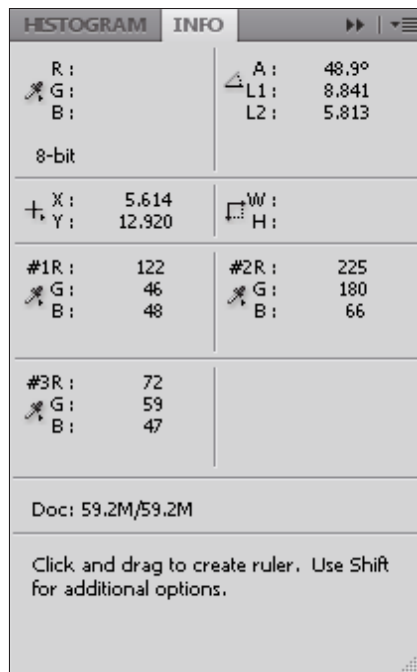 HISTOGRAM INFO
R : A : 48.9°
G : L1 : 8.841
B : L2 : 5.813
8-bit
X : 5.614 W :
Y : 12.920 H :
#1R : 122 #2R : 225
G : 46 G : 180
B : 48 B : 66
#3R : 72
G : 59
B : 47
Doc: 59.2M/59.2M
Click and drag to create ruler. Use Shift
for additional options.